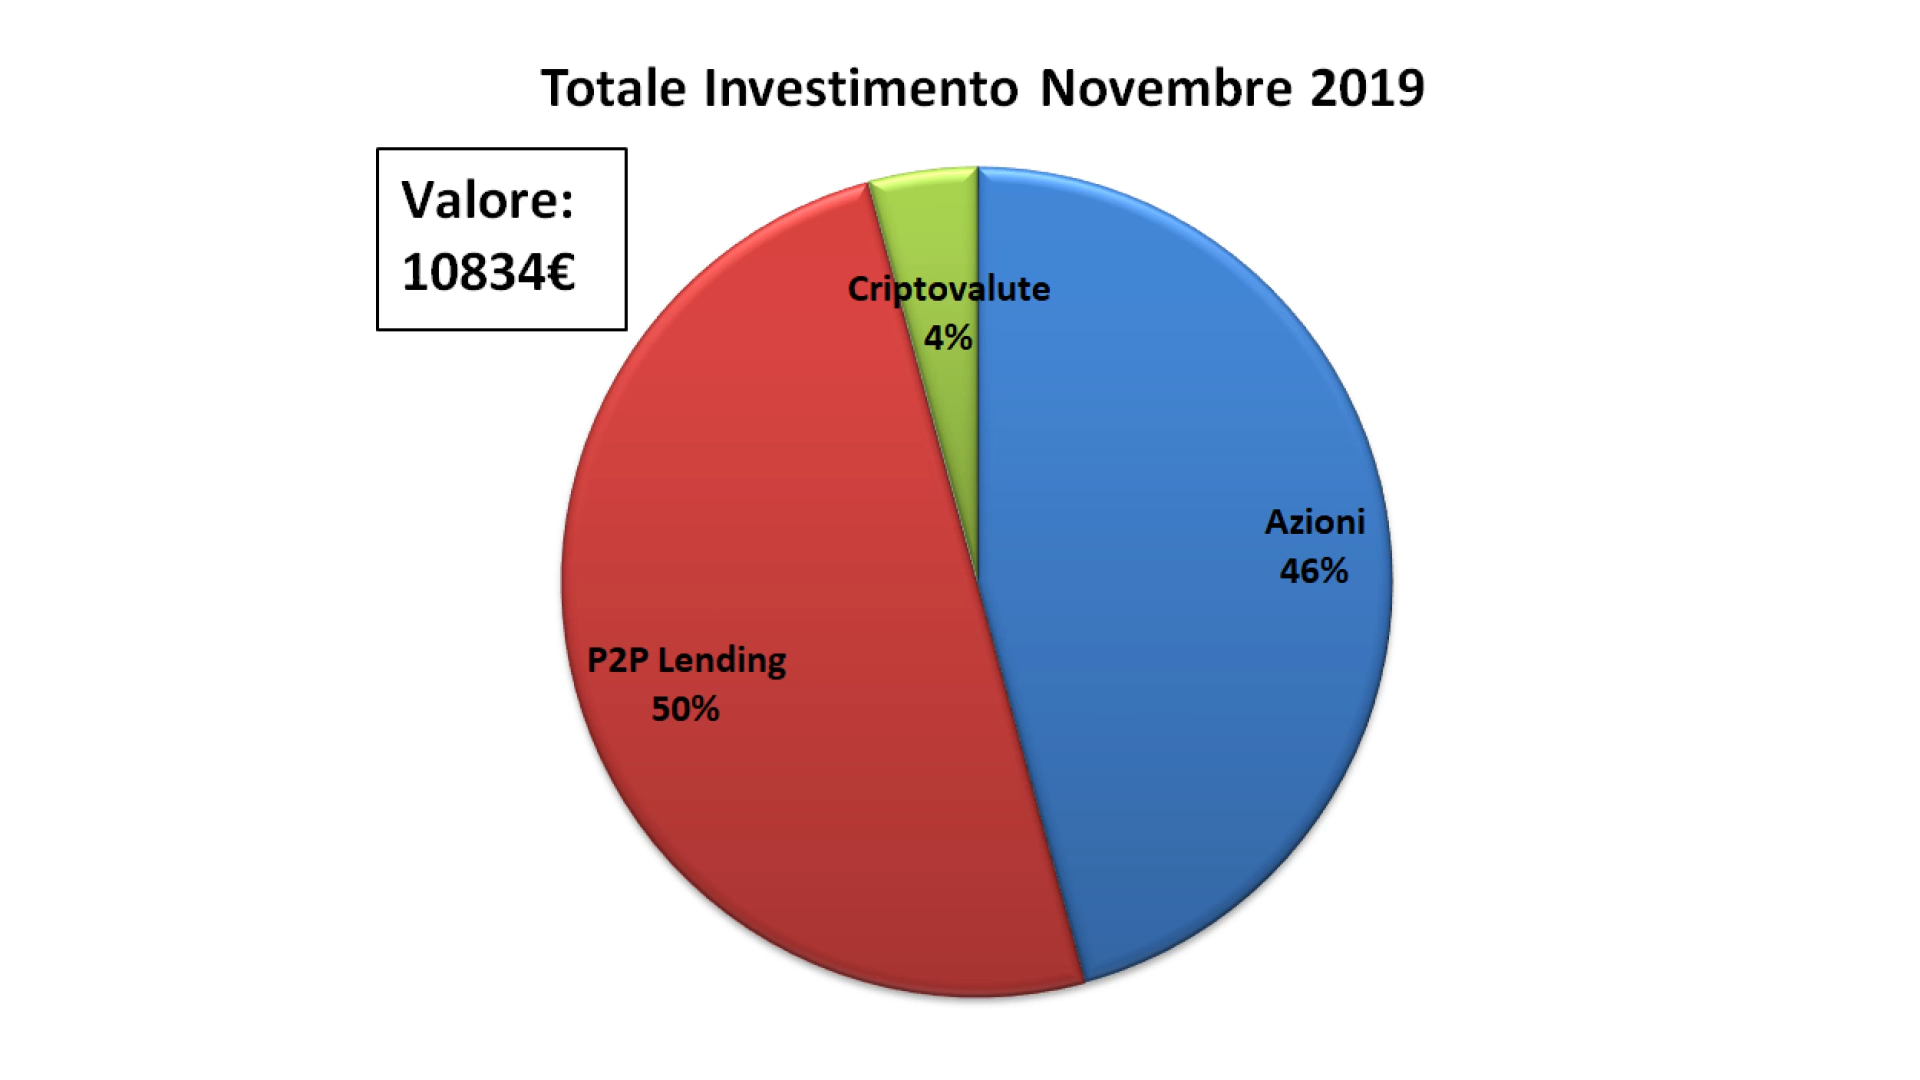 Totale Investimento Novembre 2019
Valore:
10834€
Criptovalute
4%
Azioni
46%
P2P Lending
50%